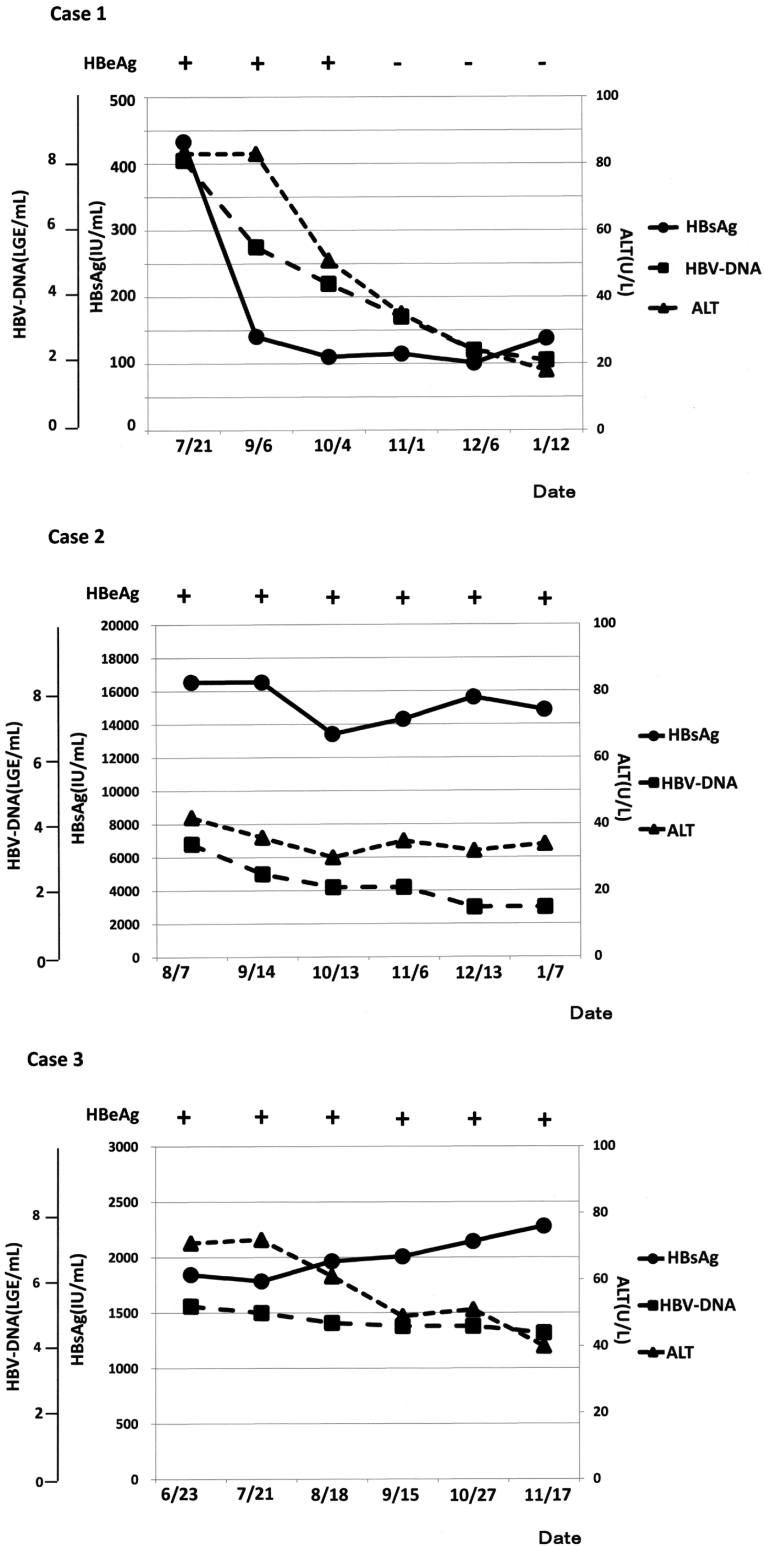 Case 1
HBeAg + + + - - -
HBV-DNA(LGE/mL)
8
6
4
2
0
HBsAg(IU/mL)
500
400
300
200
100
0
100
80
60
40
20
0
ALT(U/L)
HBsAg
HBV-DNA
ALT
7/21 9/6 10/4 11/1 12/6 1/12
Date
Case 2
HBeAg + + + + + +
HBV-DNA(LGE/mL)
8
6
4
2
0
HBsAg(IU/mL)
20000
18000
16000
14000
12000
10000
8000
6000
4000
2000
0
100
80
60
40
20
0
ALT(U/L)
HBsAg
HBV-DNA
ALT
8/7 9/14 10/13 11/6 12/13 1/7
Date
Case 3
HBeAg + + + + + +
HBV-DNA(LGE/mL)
8
6
4
2
0
HBsAg(IU/mL)
3000
2500
2000
1500
1000
500
0
100
80
60
40
20
0
ALT(U/L)
HBsAg
HBV-DNA
ALT
6/23 7/21 8/18 9/15 10/27 11/17
Date